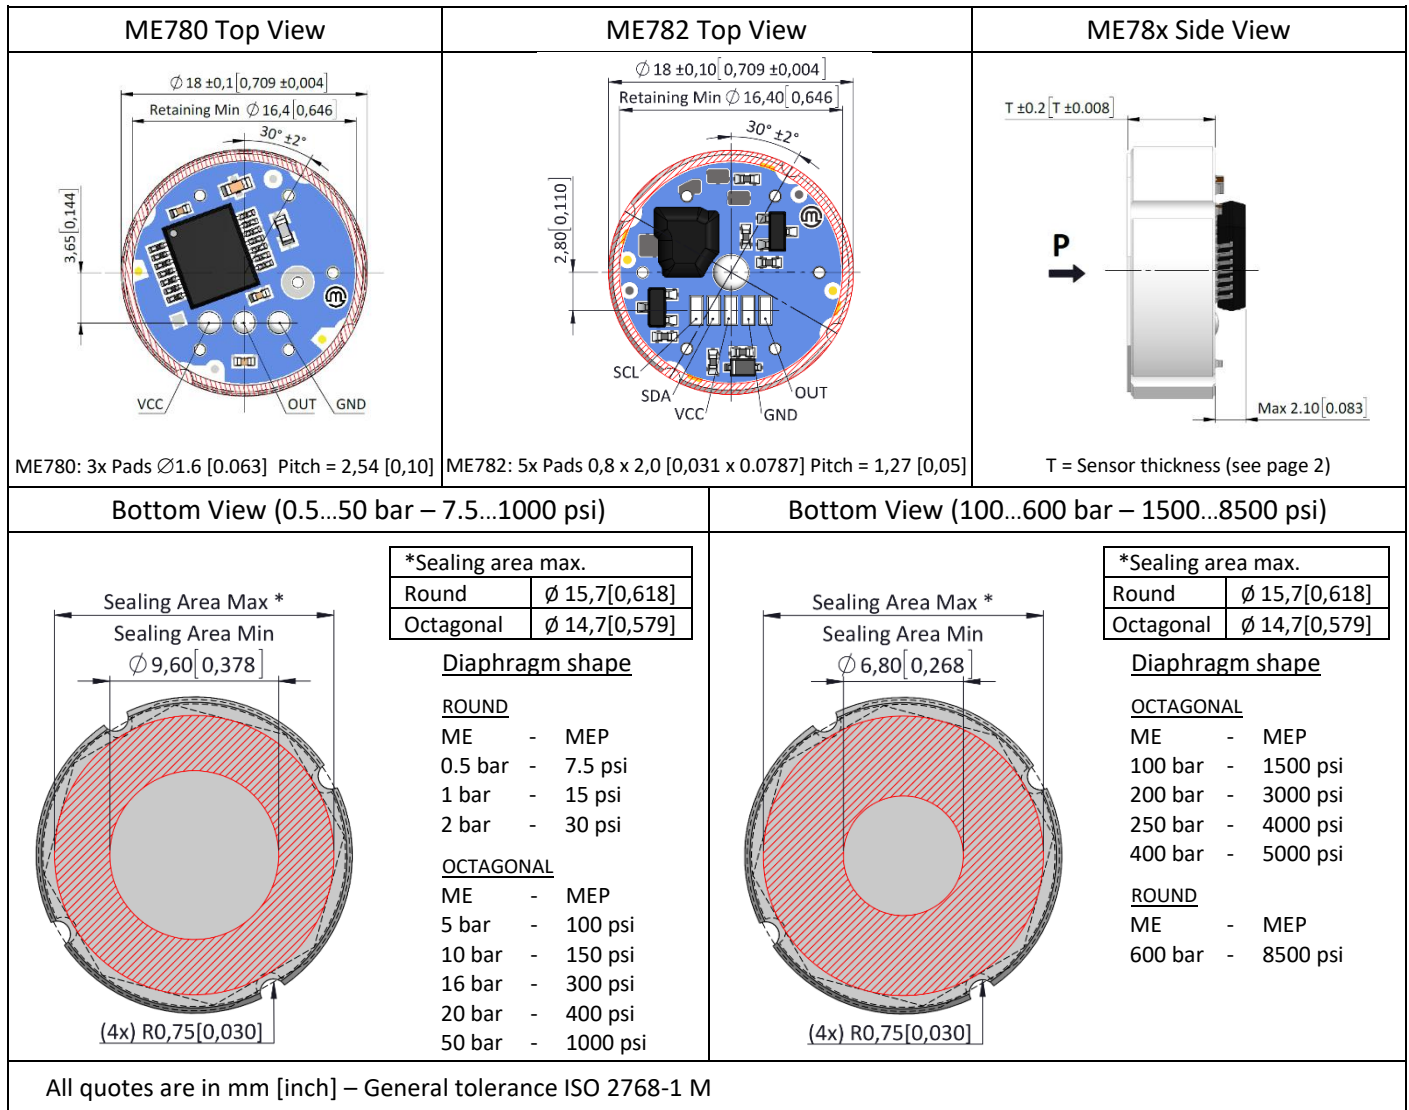 ME780 Top View
ME782 Top View
ME78x Side View
Ø 18 ±0,1[0,709 ±0,004]
Retaining Min Ø 16,4[0,646]
30° ±2°
3,65[0,144]
VCC
OUT
GND
ME780: 3x Pads Ø1.6 [0.063] Pitch = 2,54 [0,10]
Ø 18 ±0,10[0,709 ±0,004]
Retaining Min Ø 16,40[0,646]
30° ±2°
2,80[0,110]
SCL
SDA
VCC
GND
OUT
ME782: 5x Pads 0,8 x 2,0 [0,031 x 0.0787] Pitch = 1,27 [0,05]
T ±0.2[T ±0.008]
P
Max 2.10[0.083]
T = Sensor thickness (see page 2)
Bottom View (0.5...50 bar – 7.5...1000 psi)
Bottom View (100...600 bar – 1500...8500 psi)
Sealing Area Max *
Sealing Area Min
Ø 9,60[0,378]
(4x) R0,75[0,030]
*Sealing area max.
Round Ø 15,7[0,618]
Octagonal Ø 14,7[0,579]
Diaphragm shape
ROUND
ME - MEP
0.5 bar - 7.5 psi
1 bar - 15 psi
2 bar - 30 psi
OCTAGONAL
ME - MEP
5 bar - 100 psi
10 bar - 150 psi
16 bar - 300 psi
20 bar - 400 psi
50 bar - 1000 psi
Sealing Area Max *
Sealing Area Min
Ø 6,80[0,268]
(4x) R0,75[0,030]
*Sealing area max.
Round Ø 15,7[0,618]
Octagonal Ø 14,7[0,579]
Diaphragm shape
OCTAGONAL
ME - MEP
100 bar - 1500 psi
200 bar - 3000 psi
250 bar - 4000 psi
400 bar - 5000 psi
ROUND
ME - MEP
600 bar - 8500 psi
All quotes are in mm [inch] – General tolerance ISO 2768-1 M